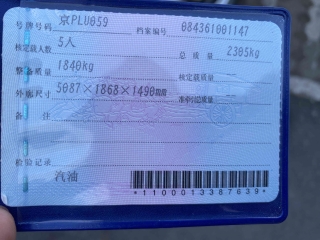 号牌号码 京PLU059 档案编号 084361001147
核定载人数 5人 总质量 2305kg
整备质量 1840kg 核定载质量 --
外廓尺寸 5087×1868×1490mm 准牵引总质量 --
备注
检验记录
汽油
*1100013387639*